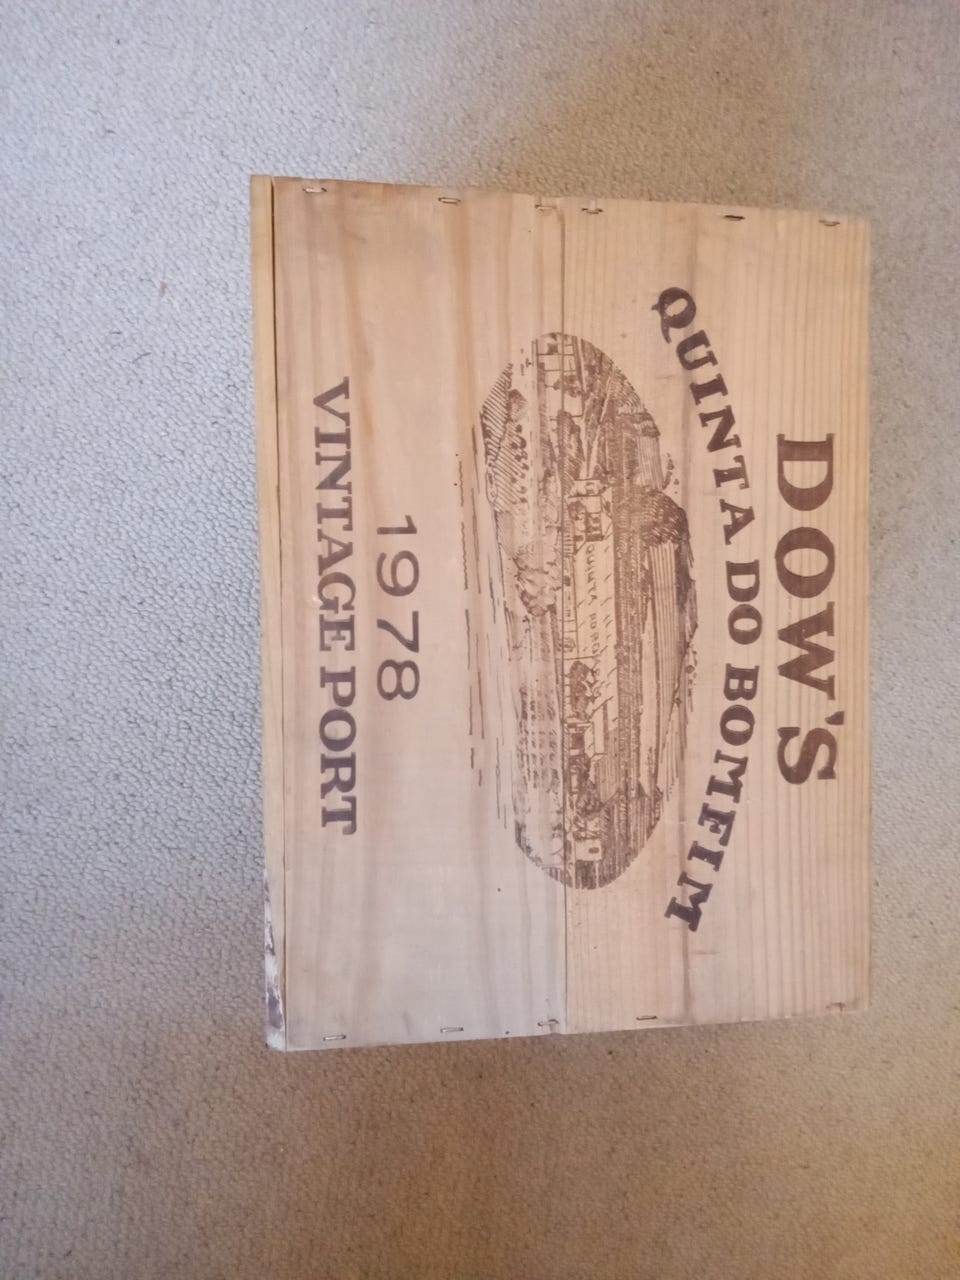 DOW'S
QUINTA DO BOMFIM
1978
VINTAGE PORT